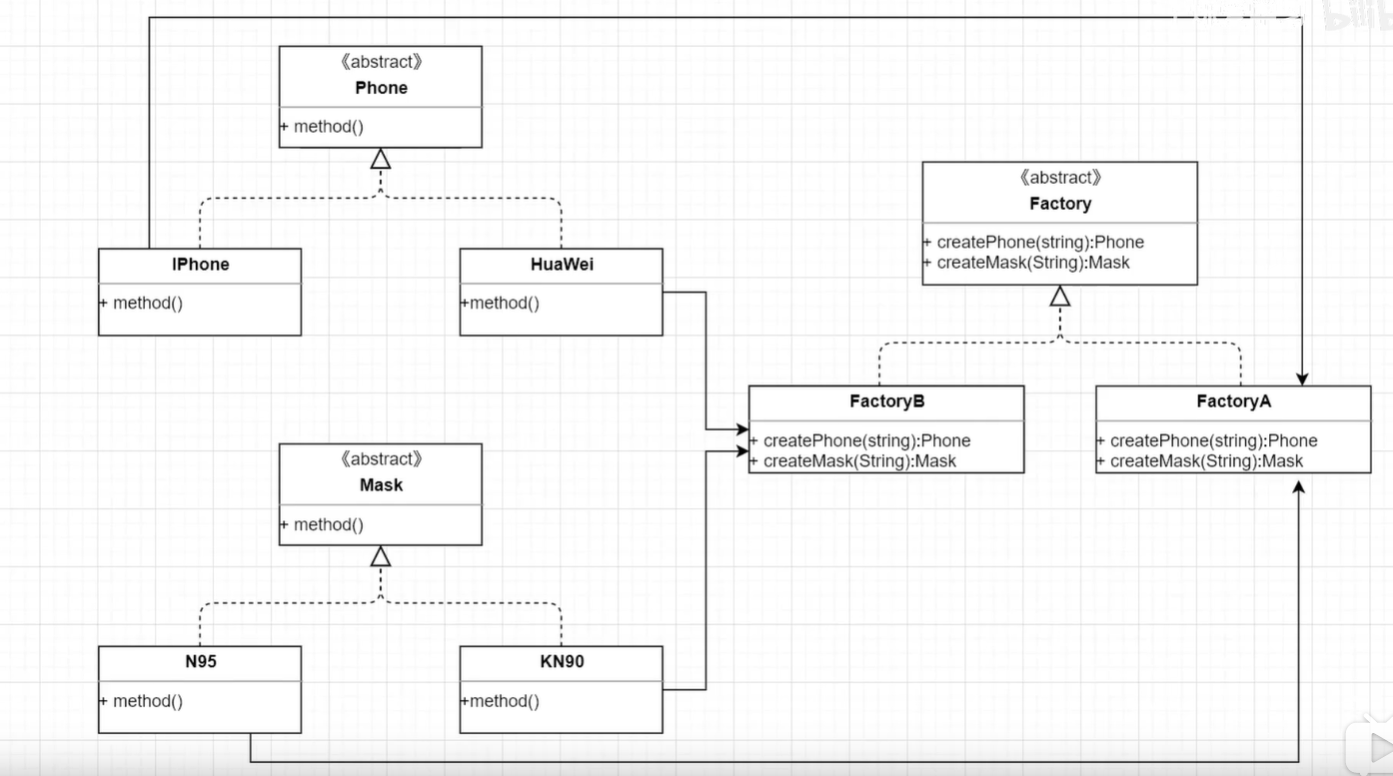 《abstract》
Phone
+ method()
IPhone
+ method()
HuaWei
+method()
《abstract》
Factory
+ createPhone(string):Phone
+ createMask(String):Mask
FactoryB
+ createPhone(string):Phone
+ createMask(String):Mask
FactoryA
+ createPhone(string):Phone
+ createMask(String):Mask
《abstract》
Mask
+ method()
N95
+ method()
KN90
+method()